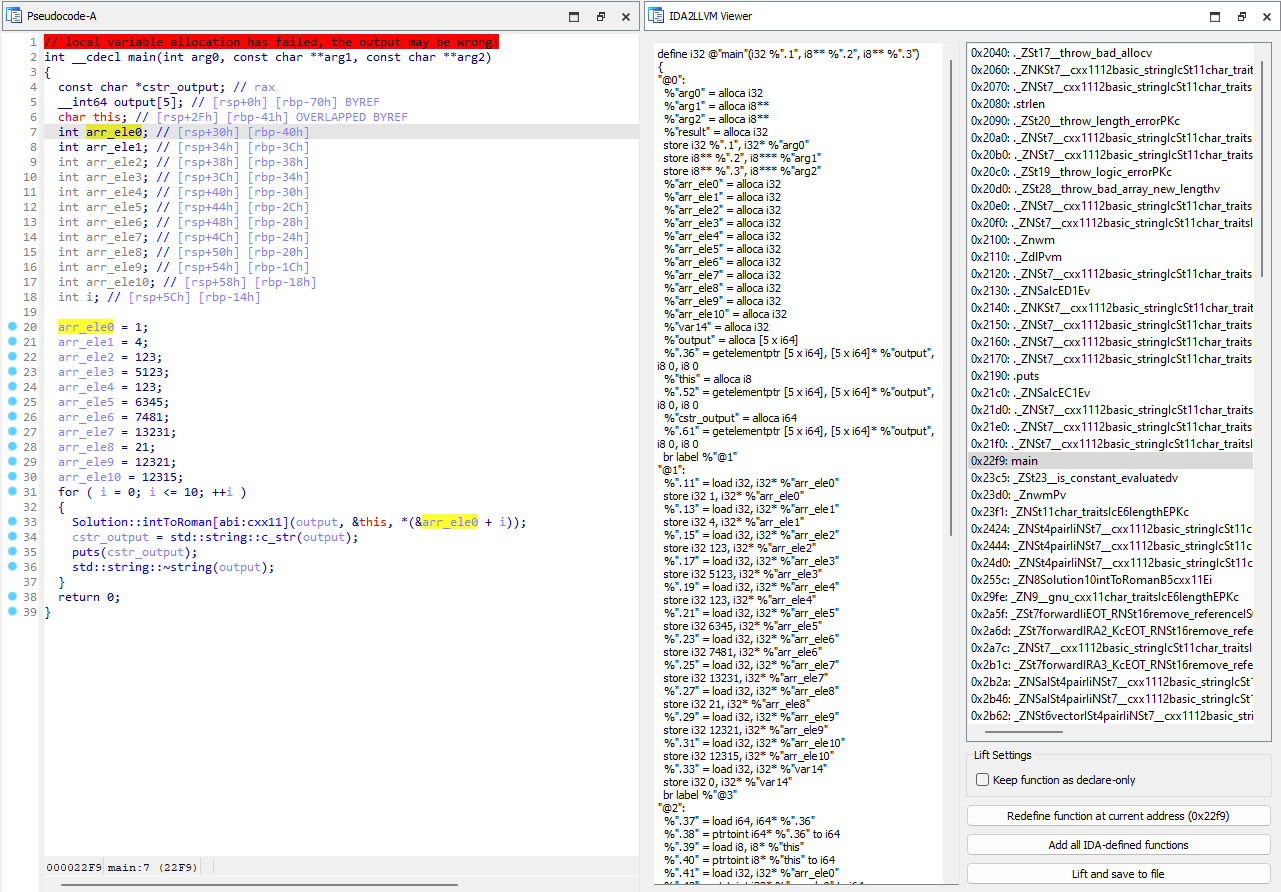 Pseudocode-A
1 // local variable allocation has failed, the output may be wrong!
2 int __cdecl main(int arg0, const char **arg1, const char **arg2)
3 {
4 const char *cstr_output; // rax
5 __int64 output[5]; // [rsp+0h] [rbp-70h] BYREF
6 char this; // [rsp+2Fh] [rbp-41h] OVERLAPPED BYREF
7 int arr_ele0; // [rsp+30h] [rbp-40h]
8 int arr_ele1; // [rsp+34h] [rbp-3Ch]
9 int arr_ele2; // [rsp+38h] [rbp-38h]
10 int arr_ele3; // [rsp+3Ch] [rbp-34h]
11 int arr_ele4; // [rsp+40h] [rbp-30h]
12 int arr_ele5; // [rsp+44h] [rbp-2Ch]
13 int arr_ele6; // [rsp+48h] [rbp-28h]
14 int arr_ele7; // [rsp+4Ch] [rbp-24h]
15 int arr_ele8; // [rsp+50h] [rbp-20h]
16 int arr_ele9; // [rsp+54h] [rbp-1Ch]
17 int arr_ele10; // [rsp+58h] [rbp-18h]
18 int i; // [rsp+5Ch] [rbp-14h]
19
20 arr_ele0 = 1;
21 arr_ele1 = 4;
22 arr_ele2 = 123;
23 arr_ele3 = 5123;
24 arr_ele4 = 123;
25 arr_ele5 = 6345;
26 arr_ele6 = 7481;
27 arr_ele7 = 13231;
28 arr_ele8 = 21;
29 arr_ele9 = 12321;
30 arr_ele10 = 12315;
31 for ( i = 0; i <= 10; ++i )
32 {
33 Solution::intToRoman[abi:cxx11](output, &this, *(&arr_ele0 + i));
34 cstr_output = std::string::c_str(output);
35 puts(cstr_output);
36 std::string::~string(output);
37 }
38 return 0;
39 }
000022F9 main:7 (22F9)
IDA2LLVM Viewer
define i32 @"main"(i32 %".1", i8** %".2", i8** %".3")
{
"@0":
%"arg0" = alloca i32
%"arg1" = alloca i8**
%"arg2" = alloca i8**
%"result" = alloca i32
store i32 %".1", i32* %"arg0"
store i8** %".2", i8*** %"arg1"
store i8** %".3", i8*** %"arg2"
%"arr_ele0" = alloca i32
%"arr_ele1" = alloca i32
%"arr_ele2" = alloca i32
%"arr_ele3" = alloca i32
%"arr_ele4" = alloca i32
%"arr_ele5" = alloca i32
%"arr_ele6" = alloca i32
%"arr_ele7" = alloca i32
%"arr_ele8" = alloca i32
%"arr_ele9" = alloca i32
%"arr_ele10" = alloca i32
%"var14" = alloca i32
%"output" = alloca [5 x i64]
%".36" = getelementptr [5 x i64], [5 x i64]* %"output",
i8 0, i8 0
%"this" = alloca i8
%".52" = getelementptr [5 x i64], [5 x i64]* %"output",
i8 0, i8 0
%"cstr_output" = alloca i64
%".61" = getelementptr [5 x i64], [5 x i64]* %"output",
i8 0, i8 0
br label %"@1"
"@1":
%".11" = load i32, i32* %"arr_ele0"
store i32 1, i32* %"arr_ele0"
%".13" = load i32, i32* %"arr_ele1"
store i32 4, i32* %"arr_ele1"
%".15" = load i32, i32* %"arr_ele2"
store i32 123, i32* %"arr_ele2"
%".17" = load i32, i32* %"arr_ele3"
store i32 5123, i32* %"arr_ele3"
%".19" = load i32, i32* %"arr_ele4"
store i32 123, i32* %"arr_ele4"
%".21" = load i32, i32* %"arr_ele5"
store i32 6345, i32* %"arr_ele5"
%".23" = load i32, i32* %"arr_ele6"
store i32 7481, i32* %"arr_ele6"
%".25" = load i32, i32* %"arr_ele7"
store i32 13231, i32* %"arr_ele7"
%".27" = load i32, i32* %"arr_ele8"
store i32 21, i32* %"arr_ele8"
%".29" = load i32, i32* %"arr_ele9"
store i32 12321, i32* %"arr_ele9"
%".31" = load i32, i32* %"arr_ele10"
store i32 12315, i32* %"arr_ele10"
%".33" = load i32, i32* %"var14"
store i32 0, i32* %"var14"
br label %"@3"
"@2":
%".37" = load i64, i64* %".36"
%".38" = ptrtoint i64* %".36" to i64
%".39" = load i8, i8* %"this"
%".40" = ptrtoint i8* %"this" to i64
%".41" = load i32, i32* %"arr_ele0"
0x2040: ._ZSt17__throw_bad_allocv
0x2060: ._ZNKSt7__cxx1112basic_stringIcSt11char_trait
0x2070: ._ZNSt7__cxx1112basic_stringIcSt11char_traits
0x2080: .strlen
0x2090: ._ZSt20__throw_length_errorPKc
0x20a0: ._ZNSt7__cxx1112basic_stringIcSt11char_traits
0x20b0: ._ZNSt7__cxx1112basic_stringIcSt11char_traits
0x20c0: ._ZSt19__throw_logic_errorPKc
0x20d0: ._ZSt28__throw_bad_array_new_lengthv
0x20e0: ._ZNSt7__cxx1112basic_stringIcSt11char_traits
0x20f0: ._ZNSt7__cxx1112basic_stringIcSt11char_traitsI
0x2100: ._Znwm
0x2110: ._ZdlPvm
0x2120: ._ZNSt7__cxx1112basic_stringIcSt11char_traitsI
0x2130: ._ZNSaIcED1Ev
0x2140: ._ZNKSt7__cxx1112basic_stringIcSt11char_trait
0x2150: ._ZNSt7__cxx1112basic_stringIcSt11char_traits
0x2160: ._ZNSt7__cxx1112basic_stringIcSt11char_traits
0x2170: ._ZNSt7__cxx1112basic_stringIcSt11char_traits
0x2190: .puts
0x21c0: ._ZNSaIcEC1Ev
0x21d0: ._ZNSt7__cxx1112basic_stringIcSt11char_traits
0x21e0: ._ZNSt7__cxx1112basic_stringIcSt11char_traits
0x21f0: ._ZNSt7__cxx1112basic_stringIcSt11char_traitsI
0x22f9: main
0x23c5: _ZSt23__is_constant_evaluatedv
0x23d0: _ZnwmPv
0x23f1: _ZNSt11char_traitsIcE6lengthEPKc
0x2424: _ZNSt4pairIiNSt7__cxx1112basic_stringIcSt11c
0x2444: _ZNSt4pairIiNSt7__cxx1112basic_stringIcSt11c
0x24d0: _ZNSt4pairIiNSt7__cxx1112basic_stringIcSt11c
0x255c: _ZN8Solution10intToRomanB5cxx11Ei
0x29fe: _ZN9__gnu_cxx11char_traitsIcE6lengthEPKc
0x2a5f: _ZSt7forwardIiEOT_RNSt16remove_referenceIS
0x2a6d: _ZSt7forwardIRA2_KcEOT_RNSt16remove_refe
0x2a7c: _ZNSt7__cxx1112basic_stringIcSt11char_traitsI
0x2b1c: _ZSt7forwardIRA3_KcEOT_RNSt16remove_refe
0x2b2a: _ZNSaISt4pairIiNSt7__cxx1112basic_stringIcSt1
0x2b46: _ZNSaISt4pairIiNSt7__cxx1112basic_stringIcSt1
0x2b62: _ZNSt6vectorISt4pairIiNSt7__cxx1112basic_stri
Lift Settings
Keep function as declare-only
Redefine function at current address (0x22f9)
Add all IDA-defined functions
Lift and save to file